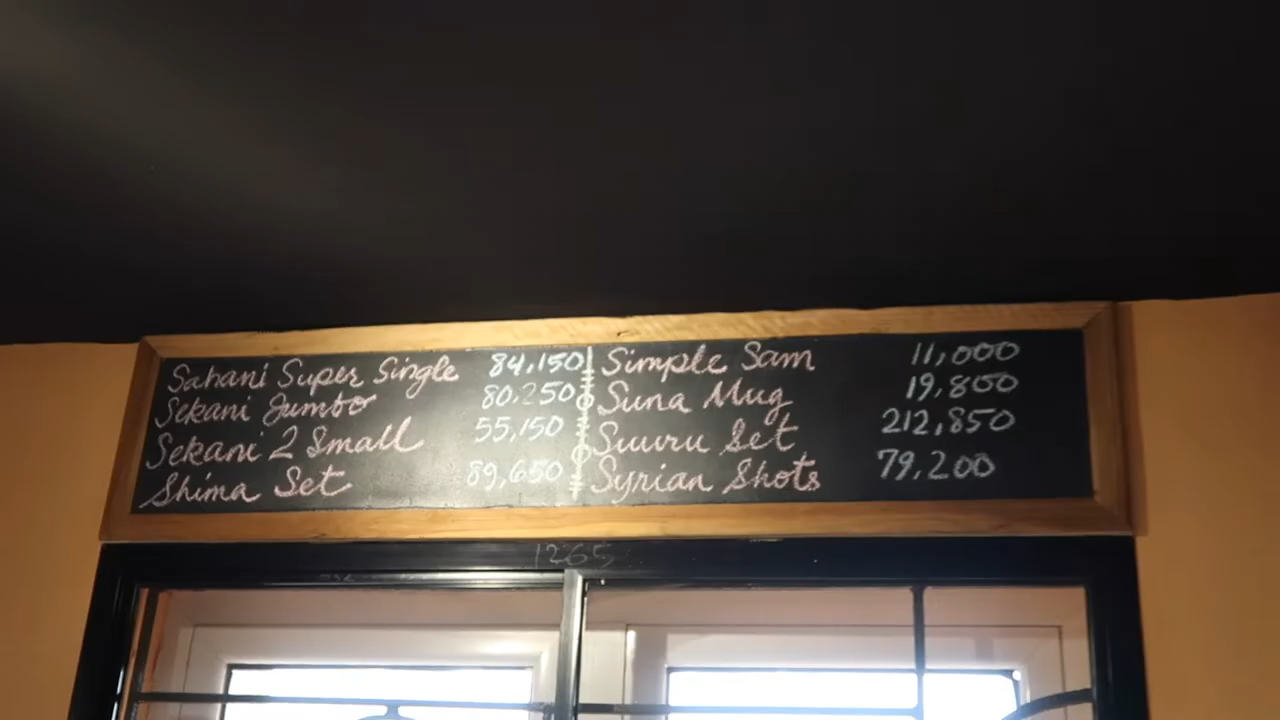 Sahani Super Single 84,150
Sekani Jumbo 80,250
Sekani 2 Small 55,150
Shima Set 89,650
Simple Sam 11,000
Suna Mug 19,800
Suuru Set 212,850
Syrian Shots 79,200
1265